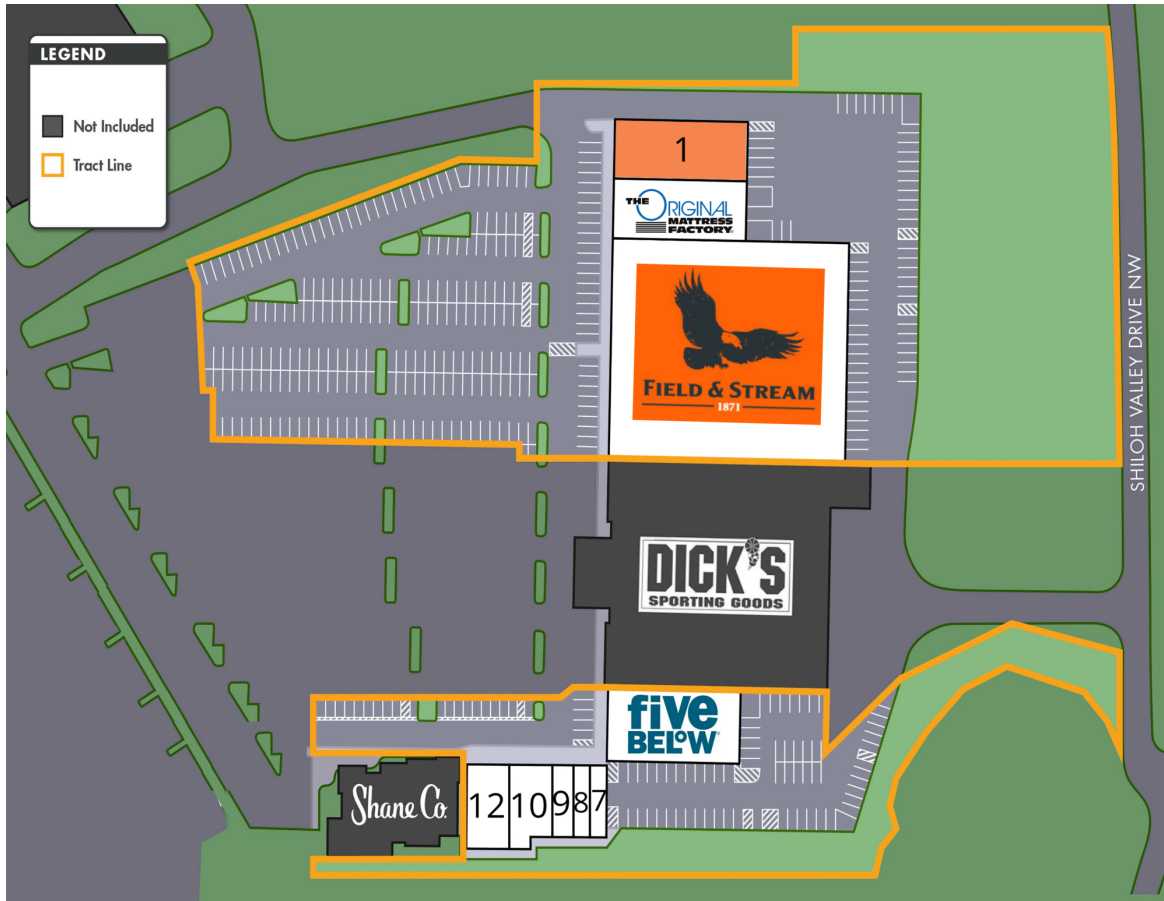 LEGEND
Not Included
Tract Line
1
THE ORIGINAL
MATTRESS
FACTORY
FIELD & STREAM
1871
SHILOH VALLEY DRIVE NW
DICK'S
SPORTING GOODS
five
BELOW
Shane Co.
12 10 9 8 7